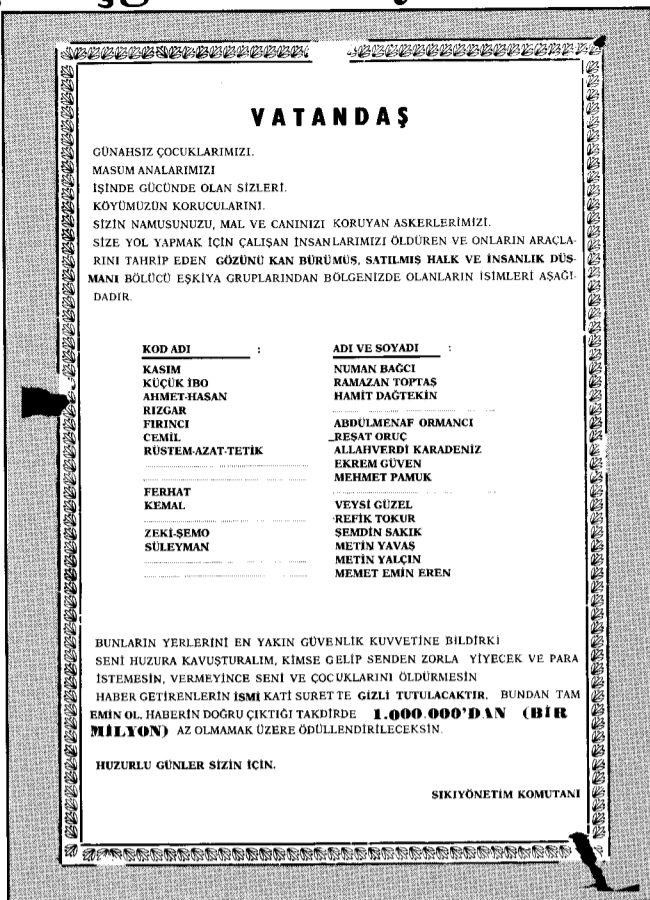 VATANDAŞ
GÜNAHSIZ ÇOCUKLARIMIZI.
MASUM ANALARIMIZI
İŞİNDE GÜCÜNDE OLAN SİZLERİ.
KÖYÜMÜZÜN KORUCULARINI.
SİZİN NAMUSUNUZU, MAL VE CANINIZI KORUYAN ASKERLERİMİZİ.
SİZE YOL YAPMAK İÇİN ÇALIŞAN İNSANLARIMIZI ÖLDÜREN VE ONLARIN ARAÇLA-
RINI TAHRİP EDEN GÖZÜNÜ KAN BÜRÜMÜŞ, SATILMIŞ HALK VE İNSANLIK DÜŞ-
MANI BÖLÜCÜ EŞKİYA GRUPLARINDAN BÖLGENİZDE OLANLARIN İSİMLERİ AŞAĞI-
DADIR.
KOD ADI : ADI VE SOYADI :
KASIM NUMAN BAĞCI
KÜÇÜK İBO RAMAZAN TOPTAŞ
AHMET-HASAN HAMİT DAĞTEKİN
RIZGAR
FIRINCI ABDÜLMENAF ORMANCI
CEMİL REŞAT ORUÇ
RÜSTEM-AZAT-TETİK ALLAHVERDİ KARADENİZ
EKREM GÜVEN
MEHMET PAMUK
FERHAT
KEMAL VEYSİ GÜZEL
REFİK TOKUR
ZEKİ-ŞEMO ŞEMDİN SAKIK
SÜLEYMAN METİN YAVAŞ
METİN YALÇIN
MEMET EMİN EREN
BUNLARIN YERLERİNİ EN YAKIN GÜVENLİK KUVVETİNE BİLDİRKİ
SENİ HUZURA KAVUŞTURALIM, KİMSE GELİP SENDEN ZORLA YİYECEK VE PARA
İSTEMESİN, VERMEYİNCE SENİ VE ÇOCUKLARINI ÖLDÜRMESİN
HABER GETİRENLERİN İSMİ KATİ SURETTE GİZLİ TUTULACAKTIR. BUNDAN TAM
EMİN OL. HABERİN DOĞRU ÇIKTIĞI TAKDİRDE 1.000.000'DAN (BİR
MİLYON) AZ OLMAMAK ÜZERE ÖDÜLLENDİRİLECEKSİN.
HUZURLU GÜNLER SİZİN İÇİN.
SIKIYÖNETİM KOMUTANI